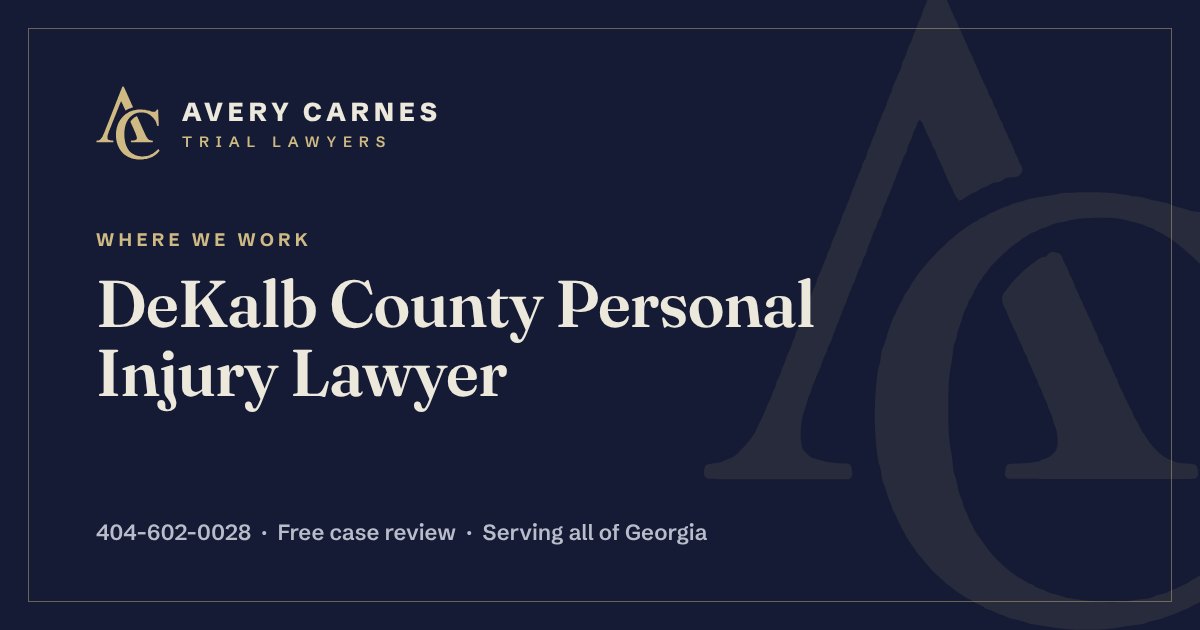 AVERY CARNES
TRIAL LAWYERS
WHERE WE WORK
DeKalb County Personal
Injury Lawyer
404-602-0028 · Free case review · Serving all of Georgia